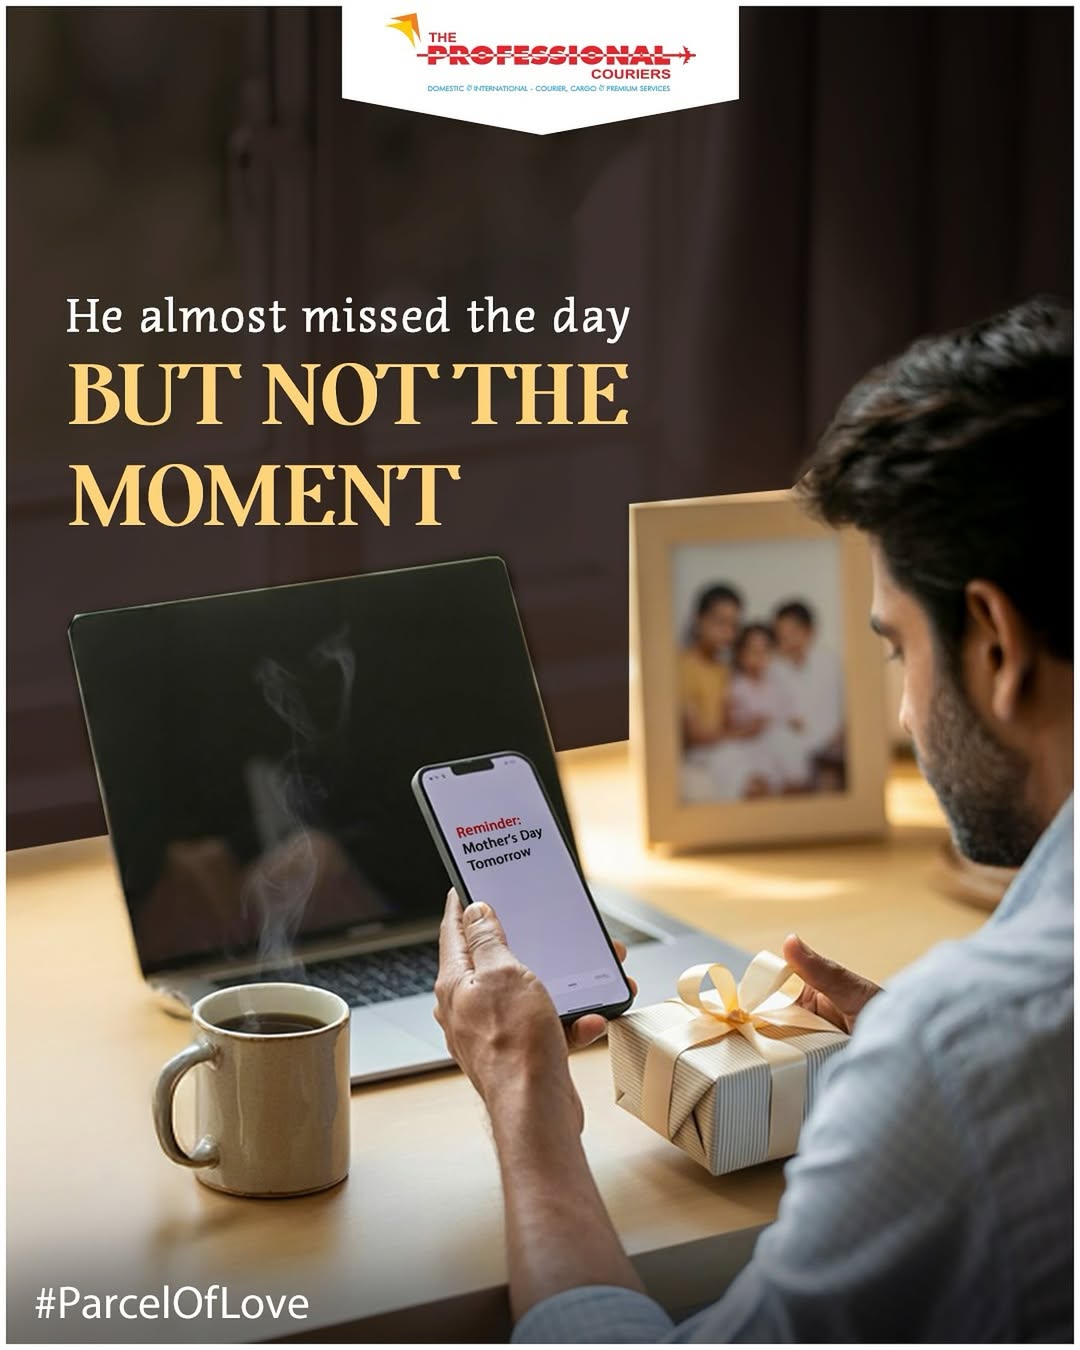 THE
PROFESSIONAL
COURIERS
DOMESTIC & INTERNATIONAL - COURIER, CARGO & PREMIUM SERVICES
He almost missed the day
BUT NOT THE
MOMENT
Reminder:
Mother's Day
Tomorrow
#ParcelOfLove